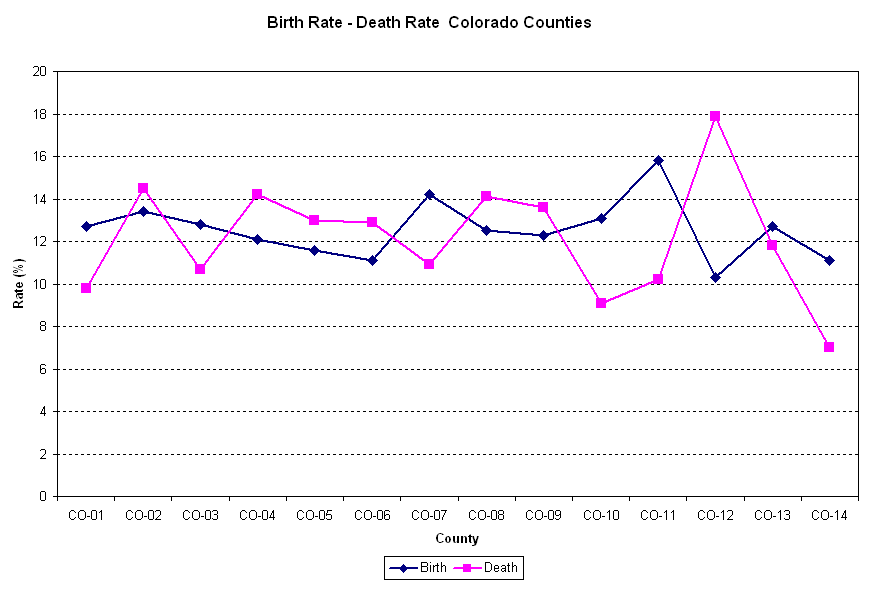 Birth Rate - Death Rate  Colorado Counties
20
18
16
14
12
10
8
6
4
2
0
Rate (%)
CO-01 CO-02 CO-03 CO-04 CO-05 CO-06 CO-07 CO-08 CO-09 CO-10 CO-11 CO-12 CO-13 CO-14
County
Birth Death